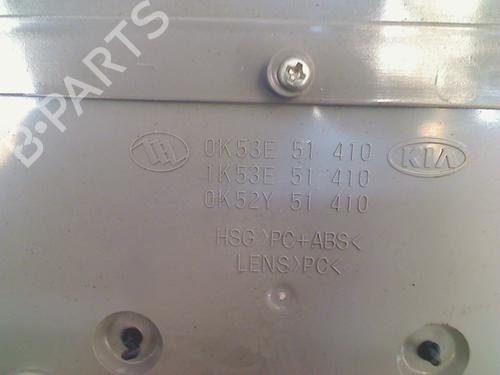 B-PARTS
0K53E 51 410
1K53E 51 410
0K52Y 51 410
KIA
HSG>PC+ABS<
LENS>PC<